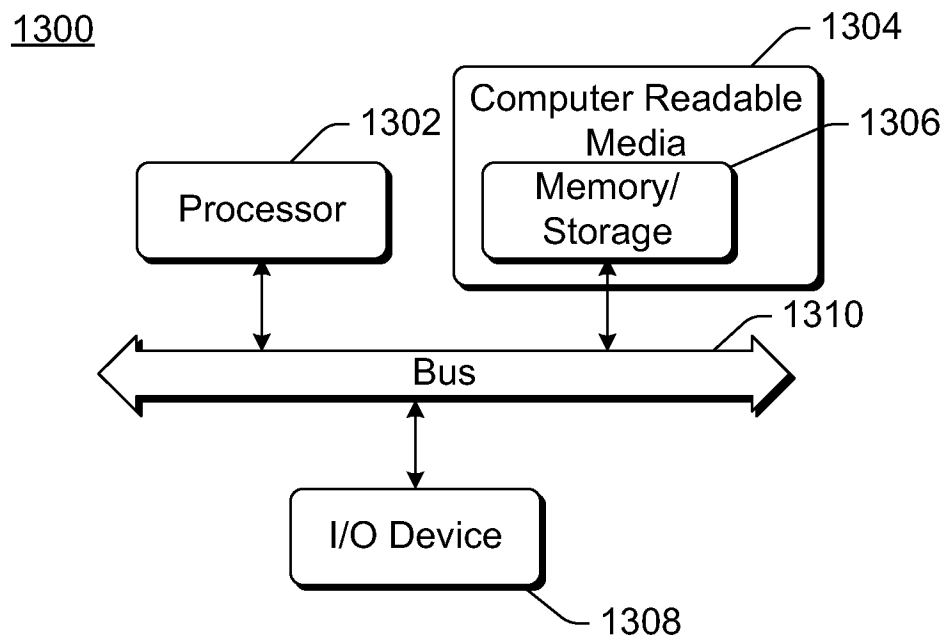 1300
1304
Computer Readable
Media
1302
1306
Processor
Memory/
Storage
1310
Bus
I/O Device
1308